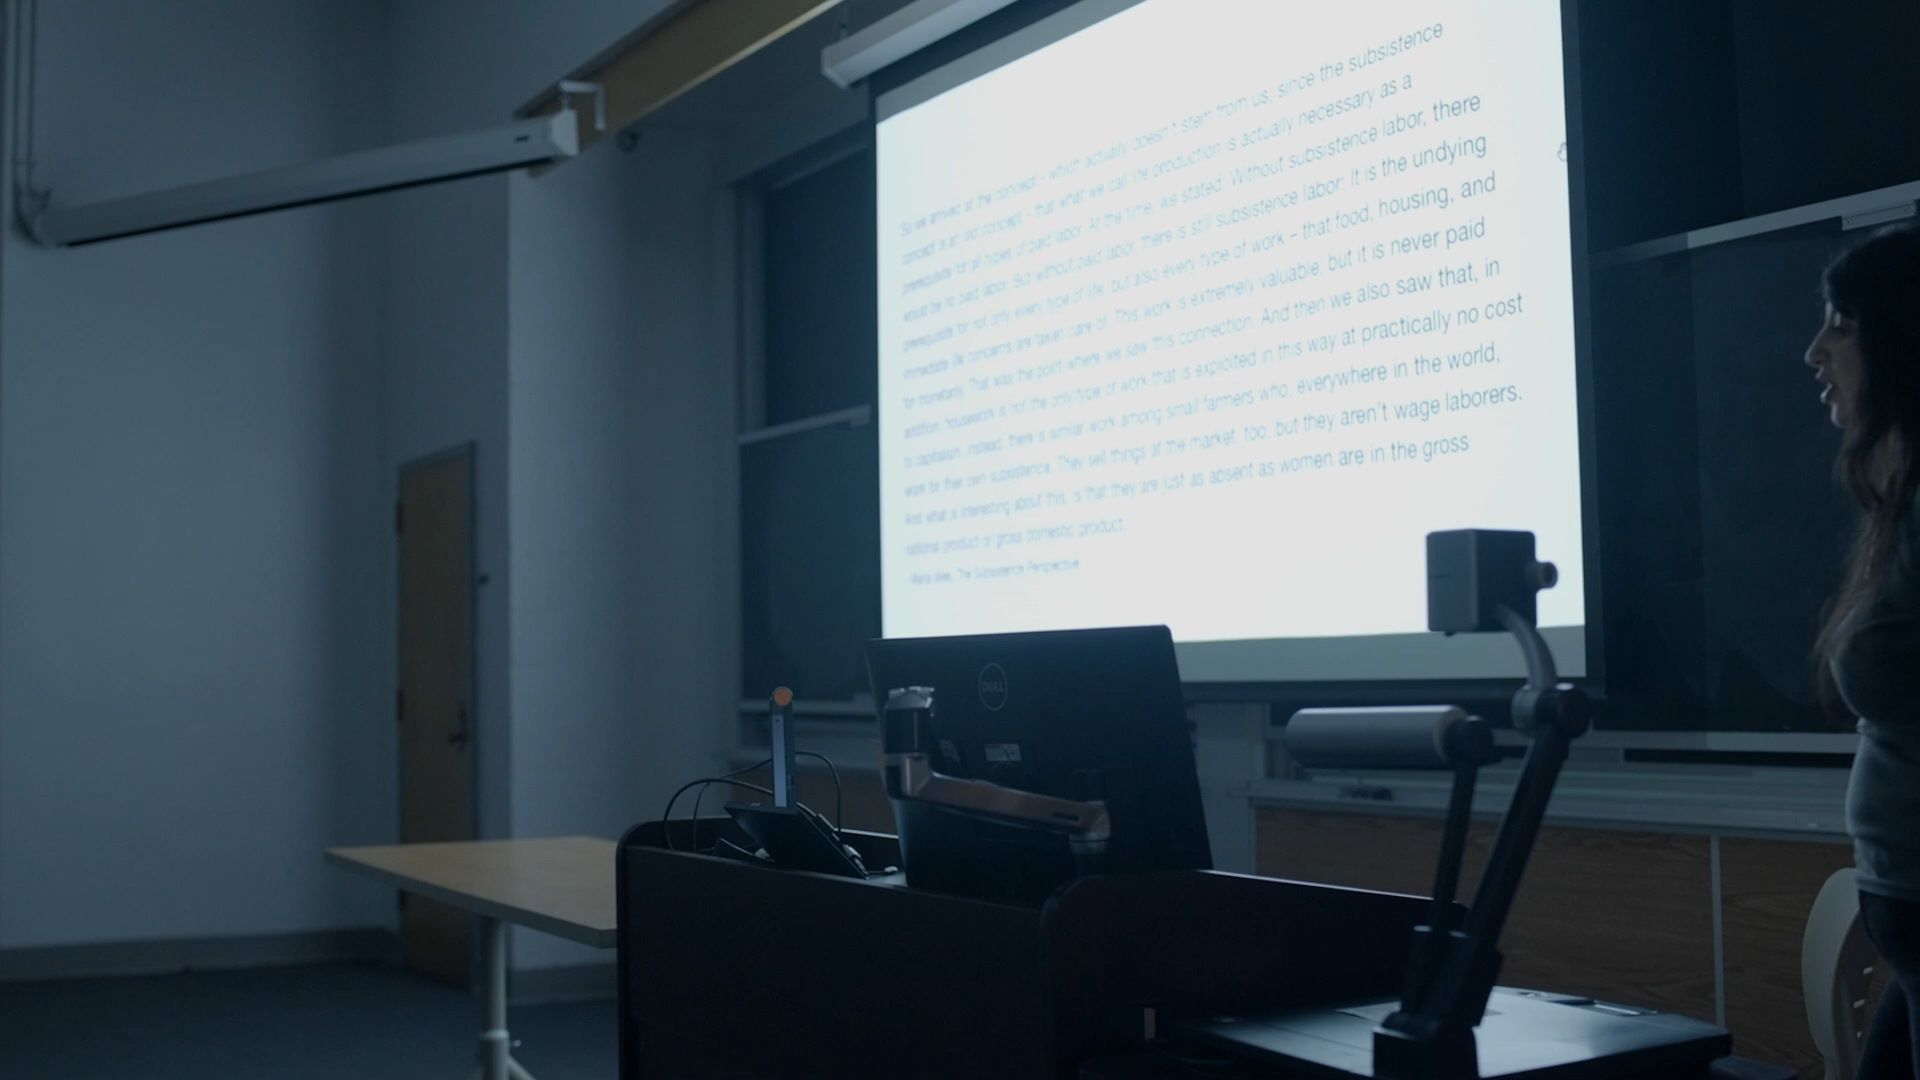 So we arrived at the concept – which actually doesn't stem from us, since the subsistence
concept is an old concept – that what we call life production is actually necessary as a
prerequisite for all types of paid labor. At the time, we stated: Without subsistence labor, there
would be no paid labor. But without paid labor, there is still subsistence labor: It is the undying
prerequisite for not only every type of life, but also every type of work – that food, housing, and
immediate life concerns are taken care of. This work is extremely valuable, but it is never paid
for monetarily. That was the point where we saw this connection. And then we also saw that, in
addition, housework is not the only type of work that is exploited in this way at practically no cost
to capitalism, instead, there is similar work among small farmers who, everywhere in the world,
work for their own subsistence. They sell things at the market, too, but they aren't wage laborers.
And what is interesting about this, is that they are just as absent as women are in the gross
national product or gross domestic product.
Maria Mies, The Subsistence Perspective
DELL